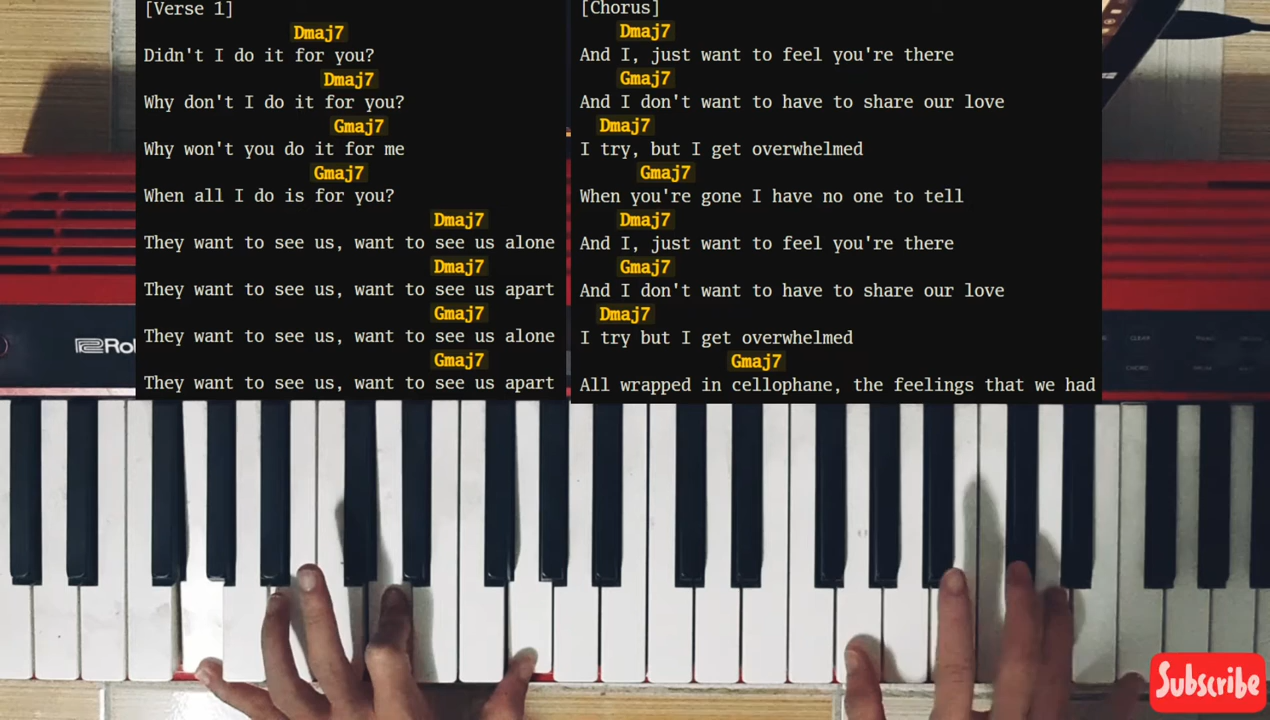 [Verse 1]
Dmaj7
Didn't I do it for you?
Dmaj7
Why don't I do it for you?
Gmaj7
Why won't you do it for me
Gmaj7
When all I do is for you?
Dmaj7
They want to see us, want to see us alone
Dmaj7
They want to see us, want to see us apart
Gmaj7
They want to see us, want to see us alone
Gmaj7
They want to see us, want to see us apart
[Chorus]
Dmaj7
And I, just want to feel you're there
Gmaj7
And I don't want to have to share our love
Dmaj7
I try, but I get overwhelmed
Gmaj7
When you're gone I have no one to tell
Dmaj7
And I, just want to feel you're there
Gmaj7
And I don't want to have to share our love
Dmaj7
I try but I get overwhelmed
Gmaj7
All wrapped in cellophane, the feelings that we had
Subscribe